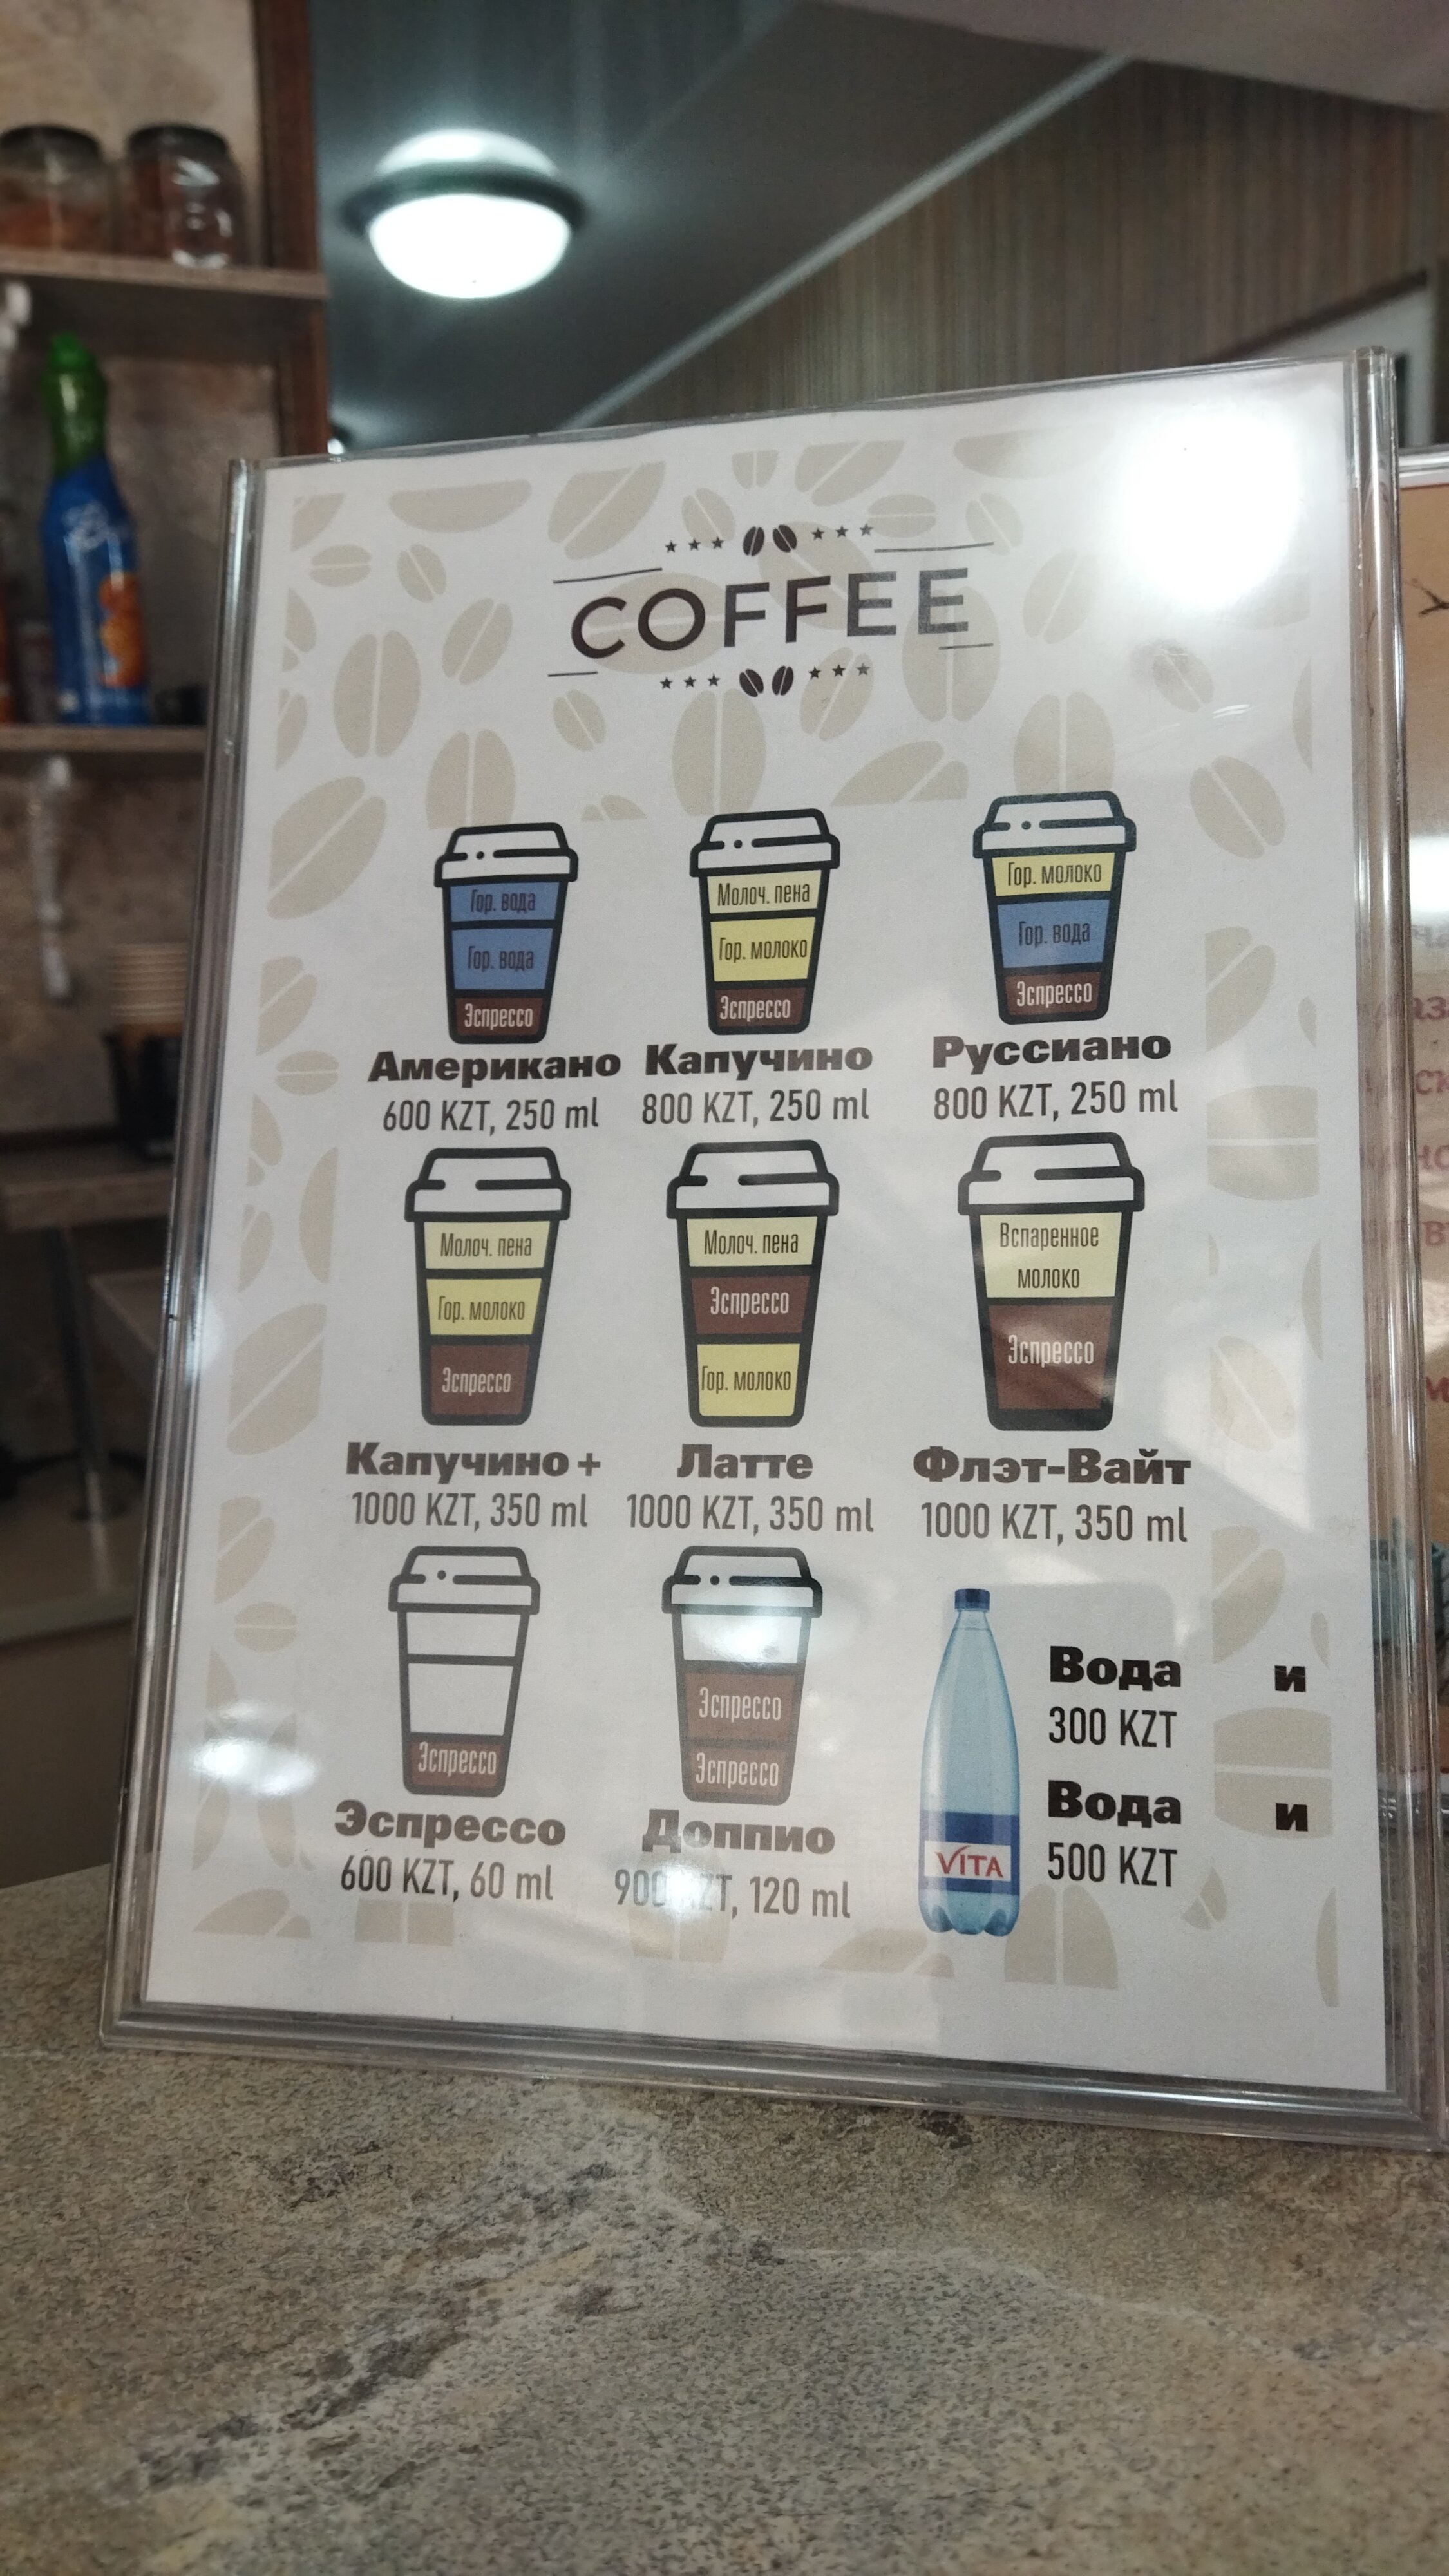 COFFEE
Гор. вода
Гор. вода
Эспрессо
Американо
600 KZT, 250 ml
Молоч. пена
Гор. молоко
Эспрессо
Капучино
800 KZT, 250 ml
Гор. молоко
Гор. вода
Эспрессо
Руссиано
800 KZT, 250 ml
Молоч. пена
Гор. молоко
Эспрессо
Капучино+
1000 KZT, 350 ml
Молоч. пена
Эспрессо
Гор. молоко
Латте
1000 KZT, 350 ml
Вспаренное
молоко
Эспрессо
Флэт-Вайт
1000 KZT, 350 ml
Эспрессо
Эспрессо
600 KZT, 60 ml
Эспрессо
Эспрессо
Доппио
900 KZT, 120 ml
VITA
Вода и
300 KZT
Вода и
500 KZT